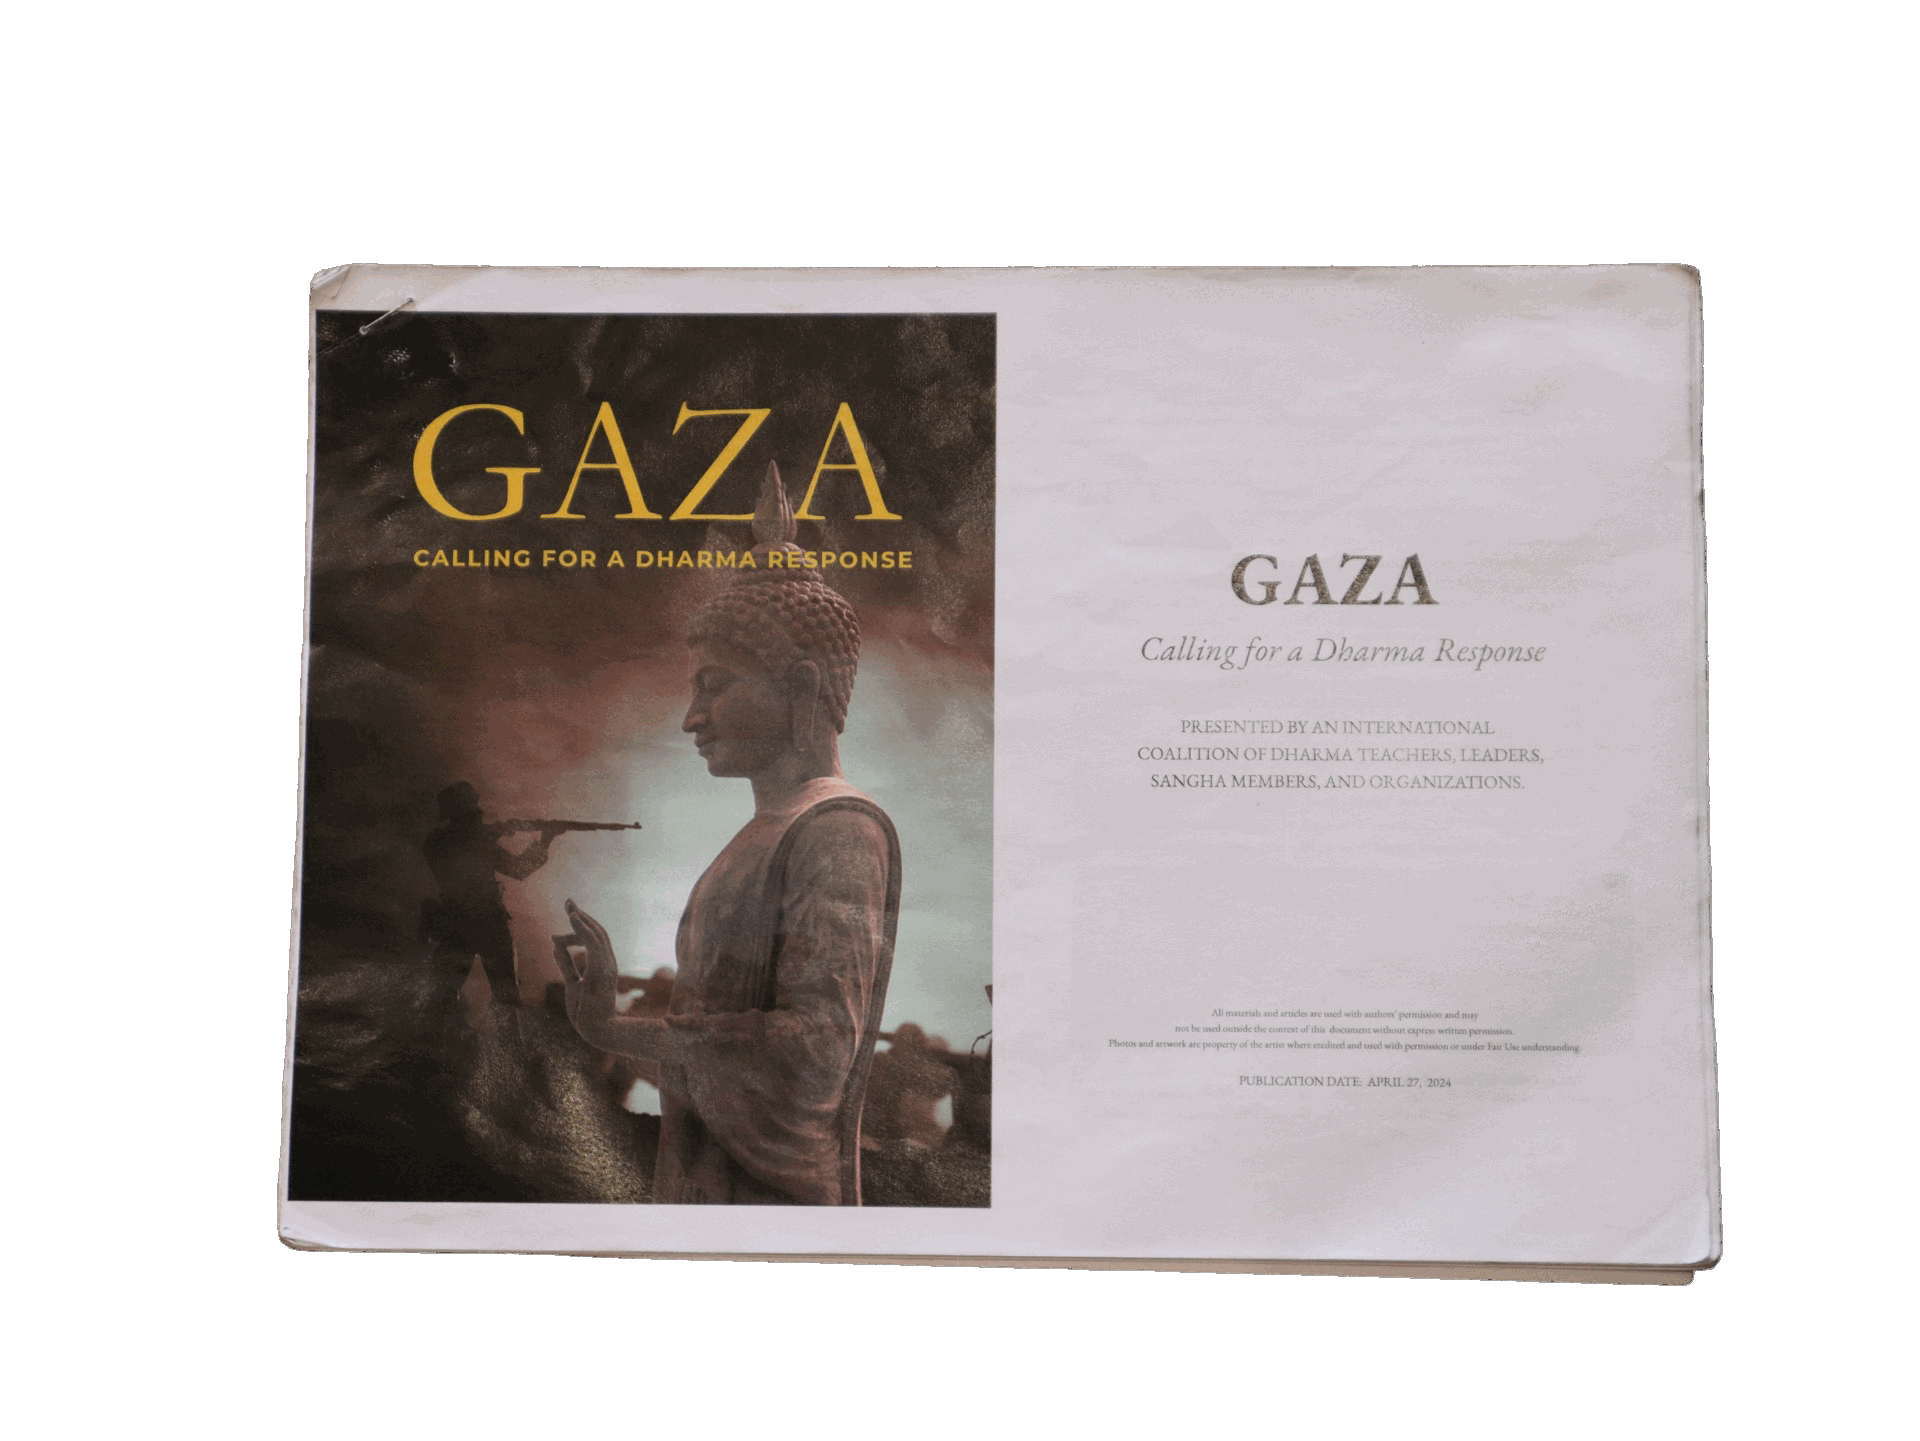 GAZA
CALLING FOR A DHARMA RESPONSE
GAZA
Calling for a Dharma Response
PRESENTED BY AN INTERNATIONAL
COALITION OF DHARMA TEACHERS, LEADERS,
SANGHA MEMBERS, AND ORGANIZATIONS.
All materials and articles are used with authors' permission and may
not be used outside the context of this document without express written permission.
Photos and artwork are property of the artist where credited and used with permission or under Fair Use understanding.
PUBLICATION DATE: APRIL 27, 2024